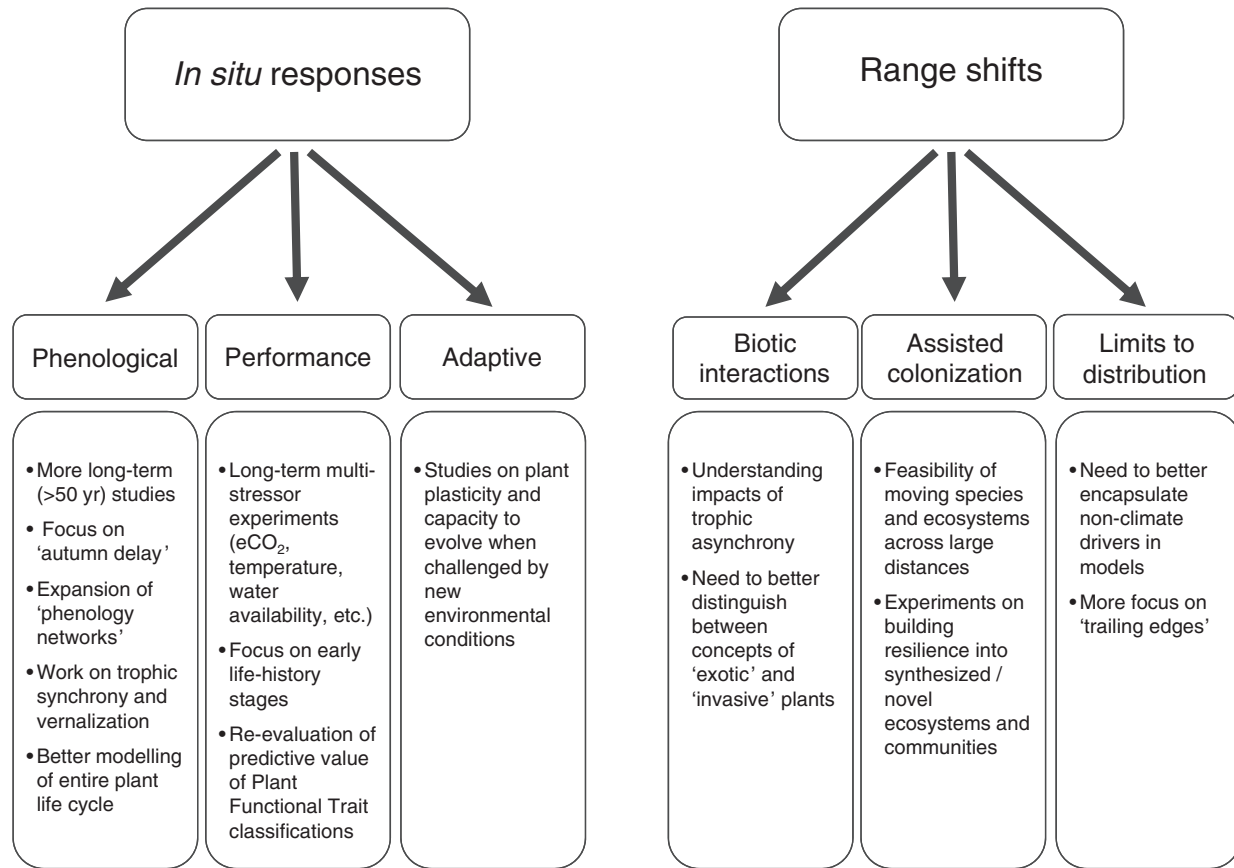 In situ responses
Range shifts
Phenological
Performance
Adaptive
Biotic
interactions
Assisted
colonization
Limits to
distribution
•More long-term
(>50 yr) studies
• Focus on
‘autumn delay’
•Expansion of
‘phenology
networks’
•Work on trophic
synchrony and
vernalization
•Better modelling
of entire plant
life cycle
•Long-term multi-
stressor
experiments
(eCO₂,
temperature,
water
availability, etc.)
•Focus on early
life-history
stages
•Re-evaluation of
predictive value
of Plant
Functional Trait
classifications
•Studies on plant
plasticity and
capacity to
evolve when
challenged by
new
environmental
conditions
•Understanding
impacts of
trophic
asynchrony
•Need to better
distinguish
between
concepts of
‘exotic’ and
‘invasive’ plants
•Feasibility of
moving species
and ecosystems
across large
distances
•Experiments on
building
resilience into
synthesized /
novel
ecosystems and
communities
•Need to better
encapsulate
non-climate
drivers in
models
•More focus on
‘trailing edges’